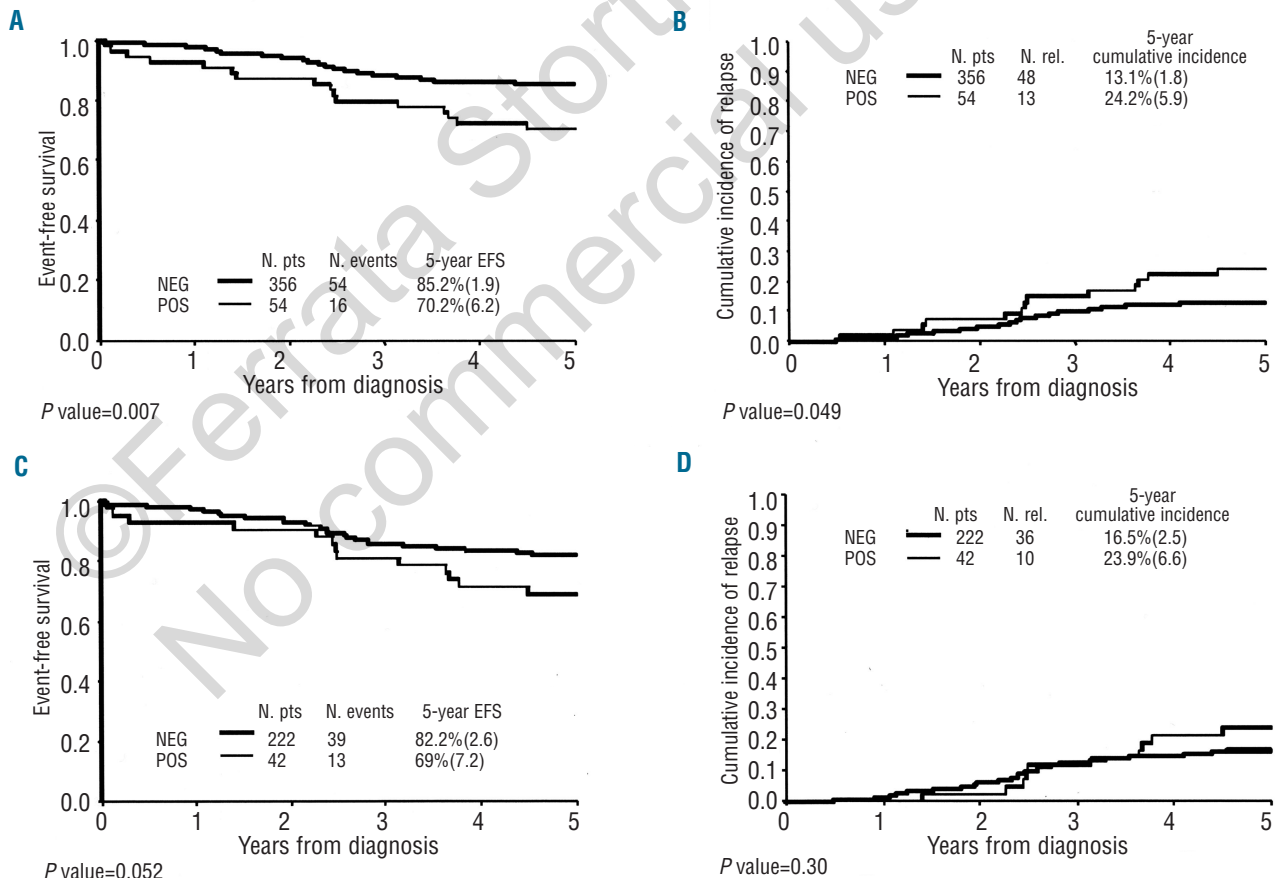 A
1.0
0.8
0.6
0.4
0.2
0.0
Event-free survival
N. pts N. events 5-year EFS
NEG 356 54 85.2%(1.9)
POS 54 16 70.2%(6.2)
0 1 2 3 4 5
Years from diagnosis
P value=0.007
B
1.0
0.9
0.8
0.7
0.6
0.5
0.4
0.3
0.2
0.1
0.0
Cumulative incidence of relapse
5-year
N. pts N. rel. cumulative incidence
NEG 356 48 13.1%(1.8)
POS 54 13 24.2%(5.9)
0 1 2 3 4 5
Years from diagnosis
P value=0.049
C
1.0
0.8
0.6
0.4
0.2
0.0
Event-free survival
N. pts N. events 5-year EFS
NEG 222 39 82.2%(2.6)
POS 42 13 69%(7.2)
0 1 2 3 4 5
Years from diagnosis
P value=0.052
D
1.0
0.9
0.8
0.7
0.6
0.5
0.4
0.3
0.2
0.1
0.0
Cumulative incidence of relapse
5-year
N. pts N. rel. cumulative incidence
NEG 222 36 16.5%(2.5)
POS 42 10 23.9%(6.6)
0 1 2 3 4 5
Years from diagnosis
P value=0.30
©Ferrata
No commercial